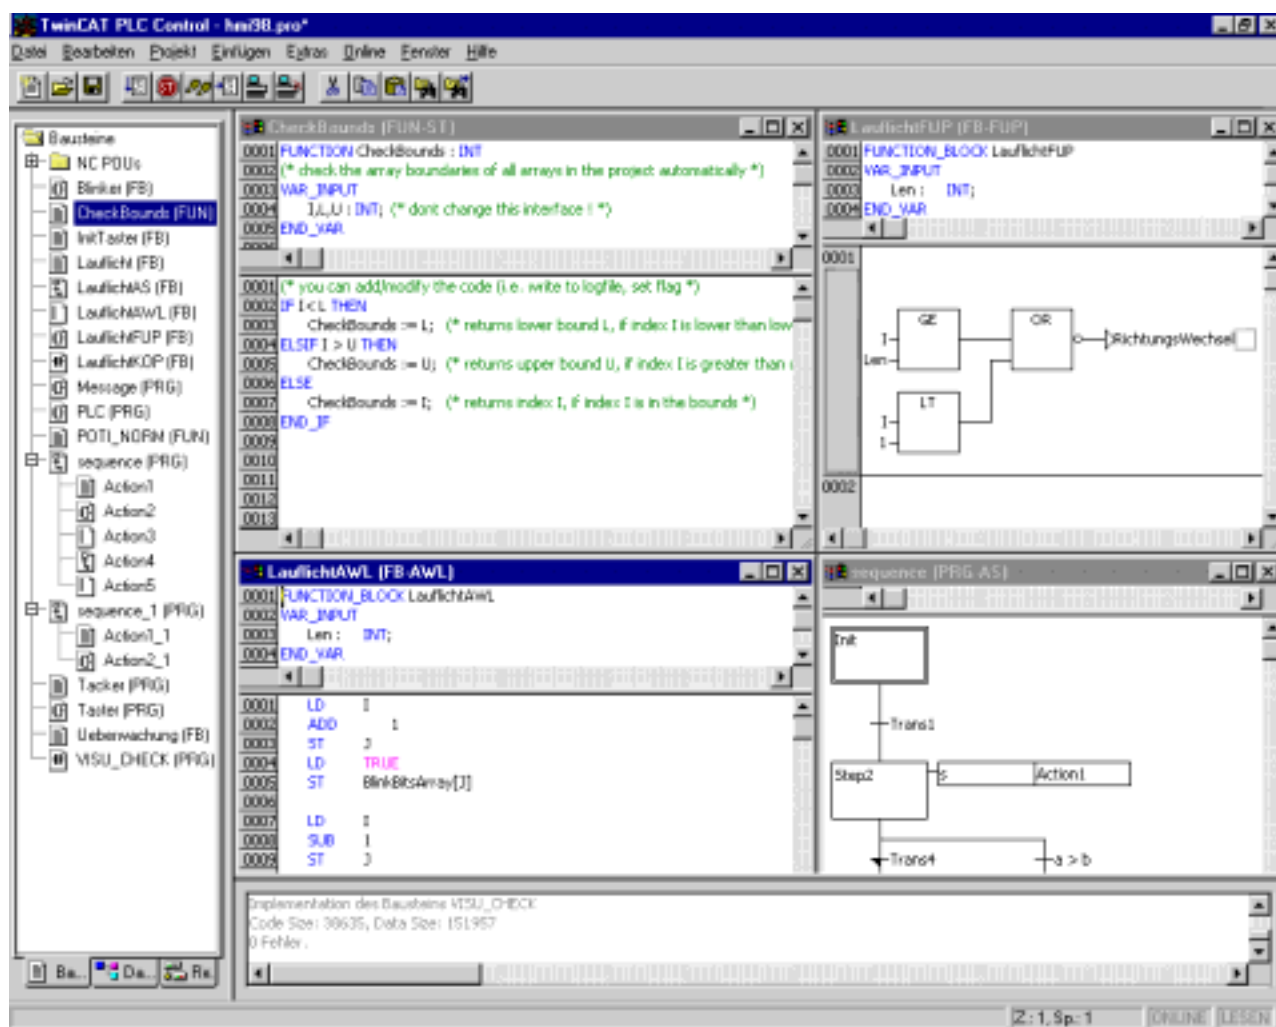 TwinCAT PLC Control - hmi98.pro*
Datei Bearbeiten Projekt Einfügen Extras Online Fenster Hilfe
Bausteine
NC POUs
Blinker (FB)
CheckBounds (FUN)
InitTaster (FB)
Lauflicht (FB)
LauflichtAS (FB)
LauflichtAWL (FB)
LauflichtFUP (FB)
LauflichtKOP (FB)
Message (PRG)
PLC (PRG)
POTI_NORM (FUN)
sequence (PRG)
Action1
Action2
Action3
Action4
Action5
sequence_1 (PRG)
Action1_1
Action2_1
Tacker (PRG)
Taster (PRG)
Ueberwachung (FB)
VISU_CHECK (PRG)
Ba... Da... Re.
CheckBounds (FUN-ST)
0001 FUNCTION CheckBounds : INT
0002 (* check the array boundaries of all arrays in the project automatically *)
0003 VAR_INPUT
0004 I,L,U : INT; (* dont change this interface ! *)
0005 END_VAR
0001 (* you can add/modify the code (i.e. write to logfile, set flag *)
0002 IF I < L THEN
0003 CheckBounds := L; (* returns lower bound L, if index I is lower than low
0004 ELSIF I > U THEN
0005 CheckBounds := U; (* returns upper bound U, if index I is greater than
0006 ELSE
0007 CheckBounds := I; (* returns index I, if index I is in the bounds *)
0008 END_IF
0009
0010
0011
0012
0013
LauflichtFUP (FB-FUP)
0001 FUNCTION_BLOCK LauflichtFUP
0002 VAR_INPUT
0003 Len : INT;
0004 END_VAR
0001
GE
OR
I
Len
RichtungsWechsel
LT
I
I
0002
LauflichtAWL (FB-AWL)
0001 FUNCTION_BLOCK LauflichtAWL
0002 VAR_INPUT
0003 Len : INT;
0004 END_VAR
0001 LD I
0002 ADD 1
0003 ST J
0004 LD TRUE
0005 ST BlinkBitsArray[J]
0006
0007 LD I
0008 SUB 1
0009 ST J
sequence (PRG-AS)
Init
Trans1
Step2 s Action1
Trans4 a > b
Implementation des Bausteins VISU_CHECK
Code Size: 38635, Data Size: 151957
0 Fehler.
Z.: 1, Sp.: 1 ONLINE LESEN